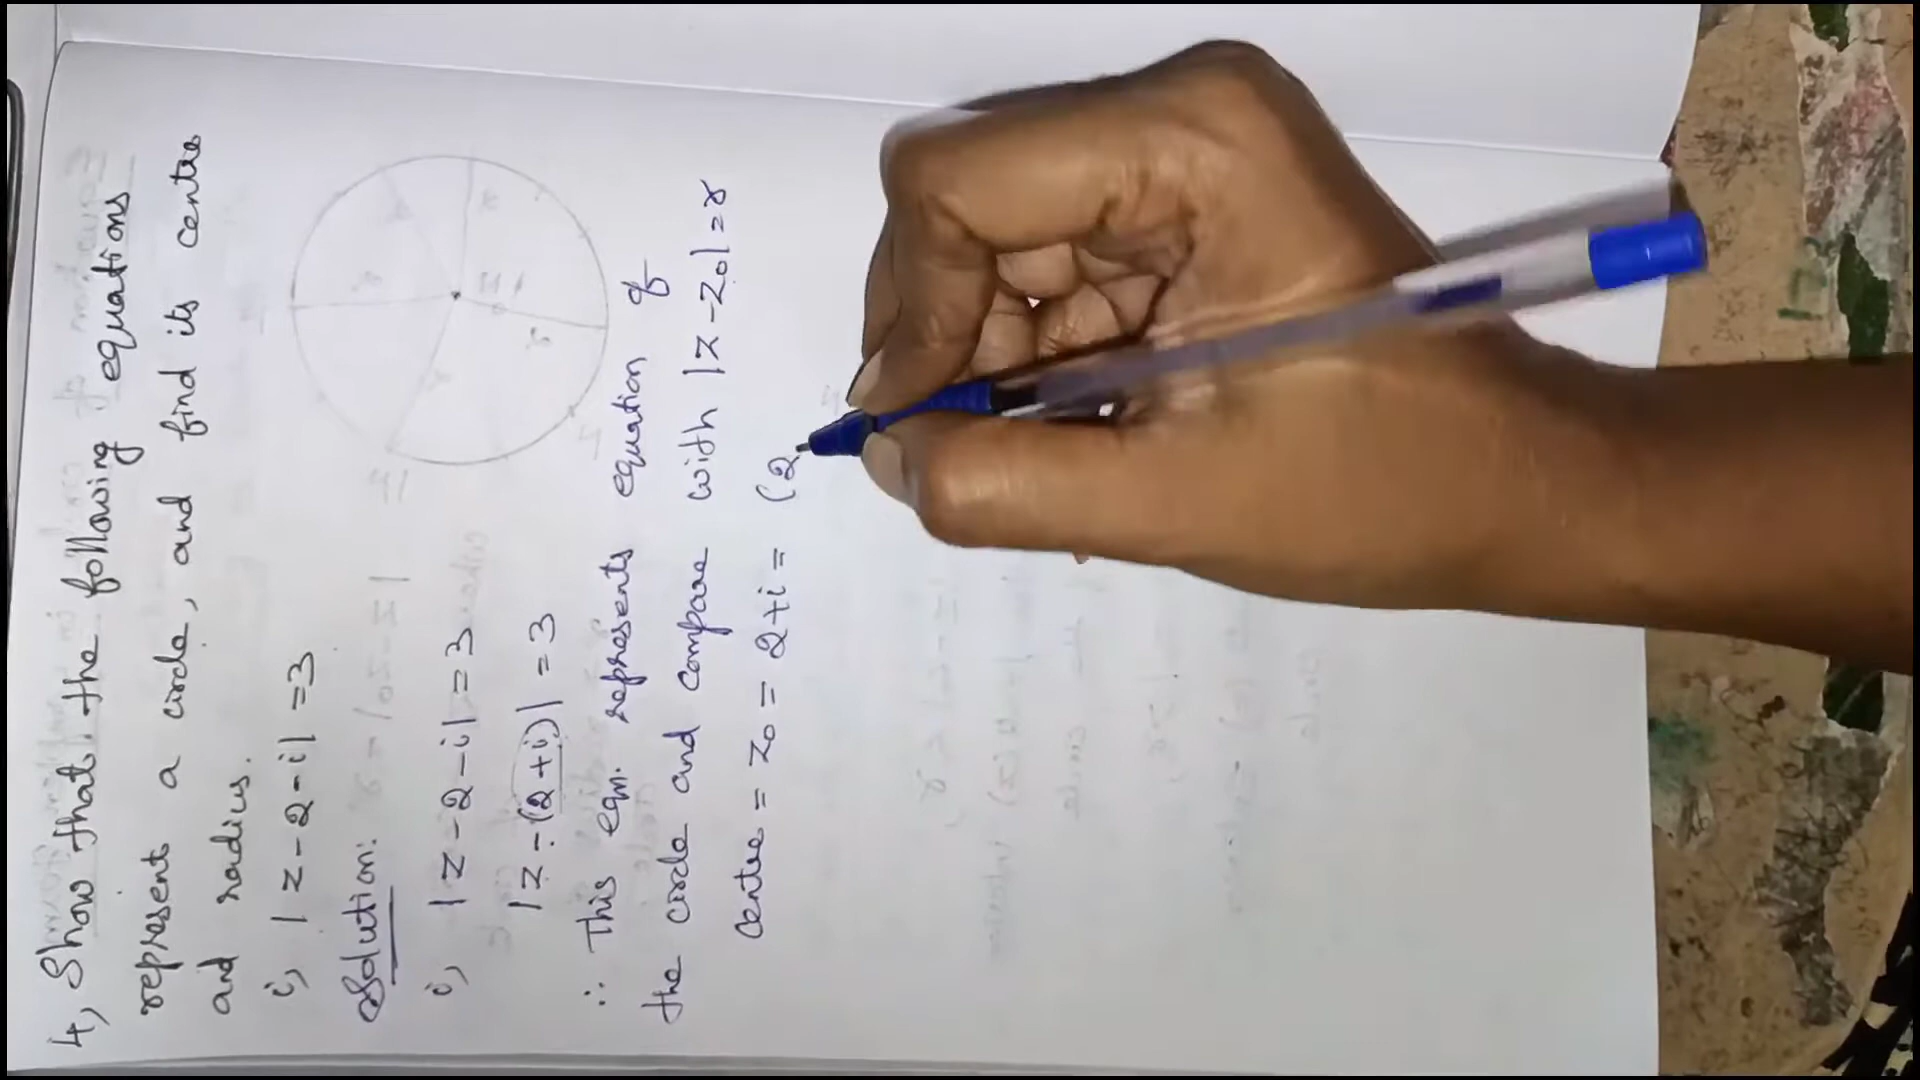 4, Show that the following equations
represent a circle, and find its centre
and radius.
i, |z-2-i|=3
Solution:
i, |z-2-i|=3
|z-(2+i)|=3
∴ This eqn. represents equation of
the circle and compare with |z-z₀|=r
Centre = z₀ = 2+i = (2,